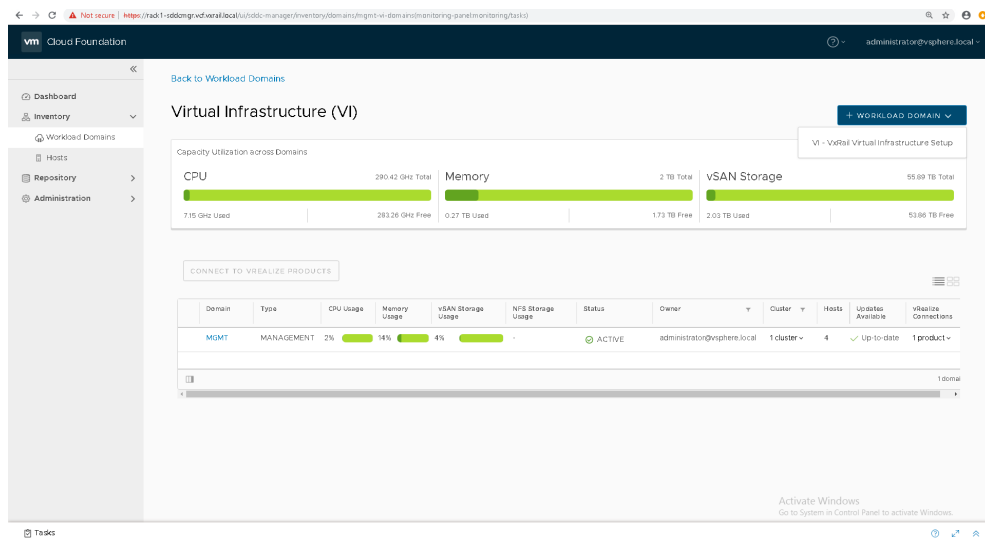 Not secure | https://rack1-sddcmgr.vcf.vxrail.local/ui/sddc-manager/inventory/domains/mgmt-vi-domains(monitoring-panel:monitoring/tasks)
vm Cloud Foundation
administrator@vsphere.local
Dashboard
Inventory
Workload Domains
Hosts
Repository
Administration
Back to Workload Domains
Virtual Infrastructure (VI)
+ WORKLOAD DOMAIN
VI - VxRail Virtual Infrastructure Setup
Capacity Utilization across Domains
CPU 290.42 GHz Total
7.15 GHz Used 283.26 GHz Free
Memory 2 TB Total
0.27 TB Used 1.73 TB Free
vSAN Storage 55.89 TB Total
2.03 TB Used 53.86 TB Free
CONNECT TO VREALIZE PRODUCTS
Domain Type CPU Usage Memory Usage vSAN Storage Usage NFS Storage Usage Status Owner Cluster Hosts Updates Available vRealize Connections
MGMT MANAGEMENT 2% 14% 4% - ACTIVE administrator@vsphere.local 1 cluster 4 Up-to-date 1 product
1 domai
Activate Windows
Go to System in Control Panel to activate Windows.
Tasks